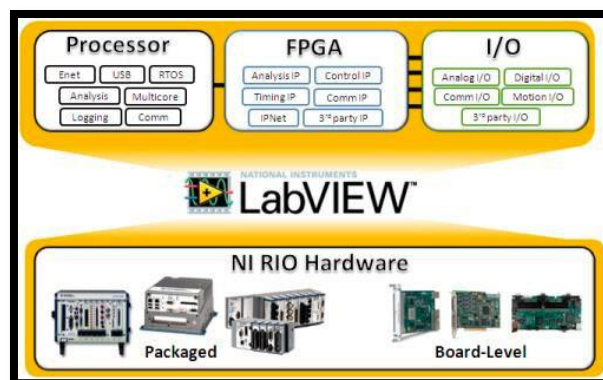 Processor
Enet USB RTOS
Analysis Multicore
Logging Comm
FPGA
Analysis IP Control IP
Timing IP Comm IP
IPNet 3rd party IP
I/O
Analog I/O Digital I/O
Comm I/O Motion I/O
3rd party I/O
NATIONAL INSTRUMENTS
LabVIEW™
NI RIO Hardware
Packaged
Board-Level